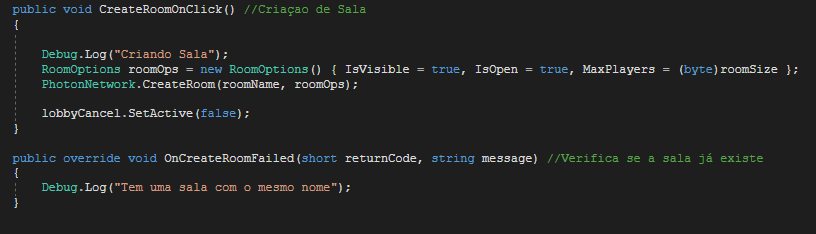 public void CreateRoomOnClick() //Criaçao de Sala
{
Debug.Log("Criando Sala");
RoomOptions roomOps = new RoomOptions() { IsVisible = true, IsOpen = true, MaxPlayers = (byte)roomSize };
PhotonNetwork.CreateRoom(roomName, roomOps);
lobbyCancel.SetActive(false);
}
public override void OnCreateRoomFailed(short returnCode, string message) //Verifica se a sala já existe
{
Debug.Log("Tem uma sala com o mesmo nome");
}